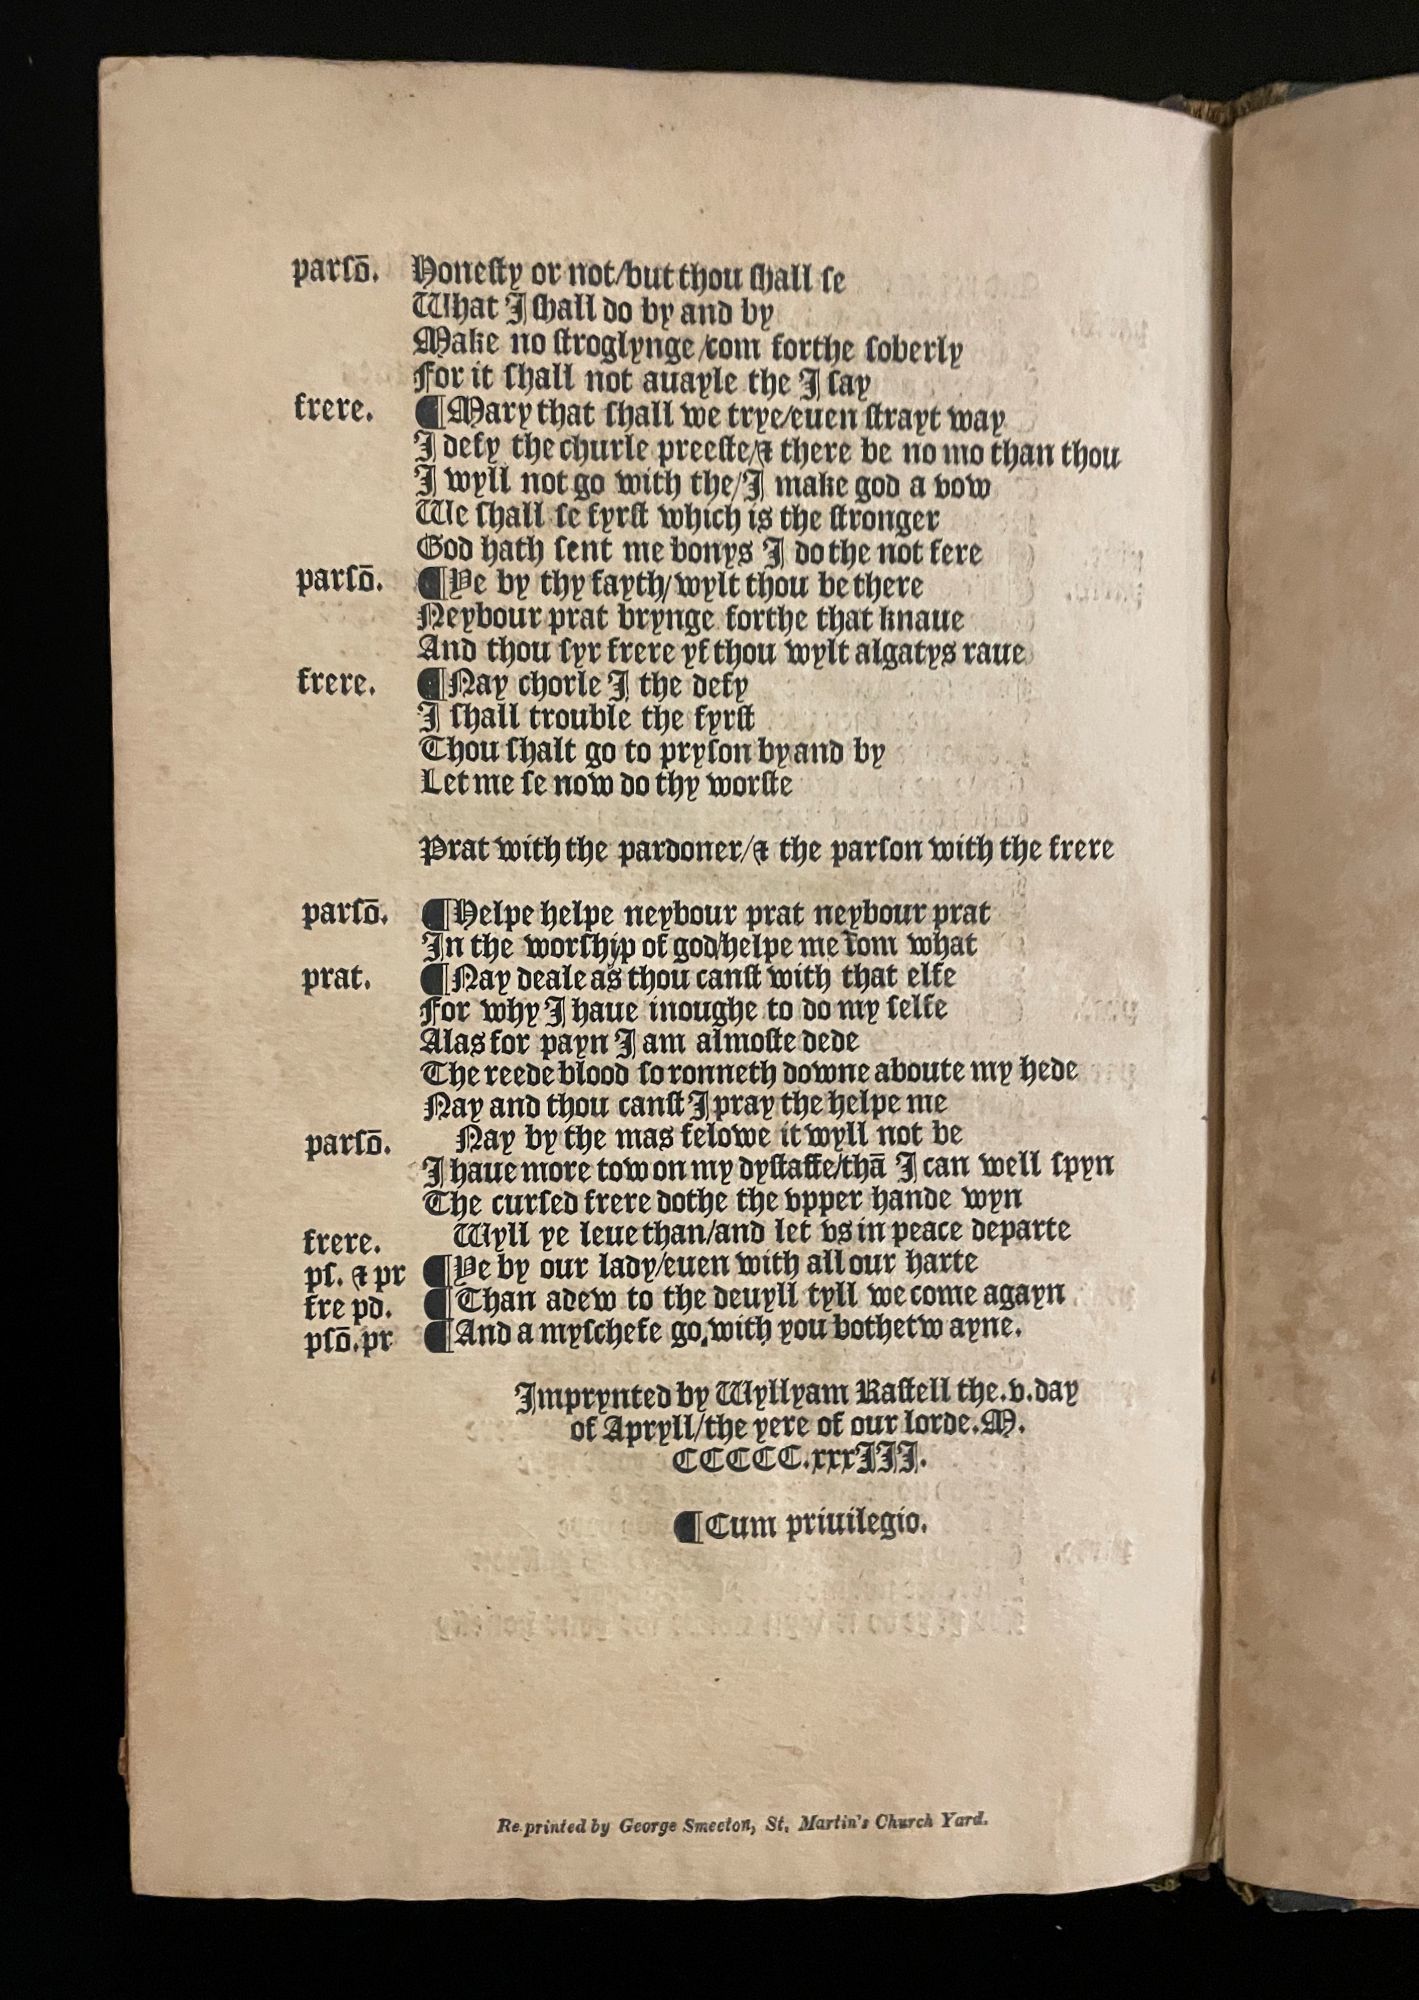 parsō. Honesty or not/but thou shall se
What I shall do by and by
Make no stroglynge/com forthe soberly
For it shall not auayle the I say
frere. ¶Mary that shall we trye/euen strayt way
I defy the churle preeste/⁊ there be no mo than thou
I wyll not go with the/I make god a vow
We shall se fyrst which is the stronger
God hath sent me bonys I do the not fere
parsō. ¶Ye by thy fayth/wylt thou be there
Neybour prat brynge forthe that knaue
And thou syr frere yf thou wylt algatys raue
frere. ¶Nay chorle I the defy
I shall trouble the fyrst
Thou shalt go to pryson by and by
Let me se now do thy worste
Prat with the pardoner/⁊ the parson with the frere
parsō. ¶Helpe helpe neybour prat neybour prat
In the worship of god/helpe me som what
prat. ¶Nay deale as thou canst with that elfe
For why I haue inoughe to do my selfe
Alas for payn I am almoste dede
The reede blood so ronneth downe aboute my hede
Nay and thou canst I pray the helpe me
parsō. Nay by the mas felowe it wyll not be
I haue more tow on my dystaffe/thā I can well spyn
The cursed frere dothe the vpper hande wyn
frere. Wyll ye leue than/and let vs in peace departe
ps. ⁊ pr ¶Ye by our lady/euen with all our harte
fre pd. ¶Than adew to the deuyll tyll we come agayn
psō.pr ¶And a myschefe go.with you bothetw ayne.
Imprynted by Wyllyam Rastell the.v.day
of Apryll/the yere of our lorde.M.
CCCCC.xxxIII.
¶Cum priuilegio.
Re.printed by George Smeeton, St. Martin's Church Yard.